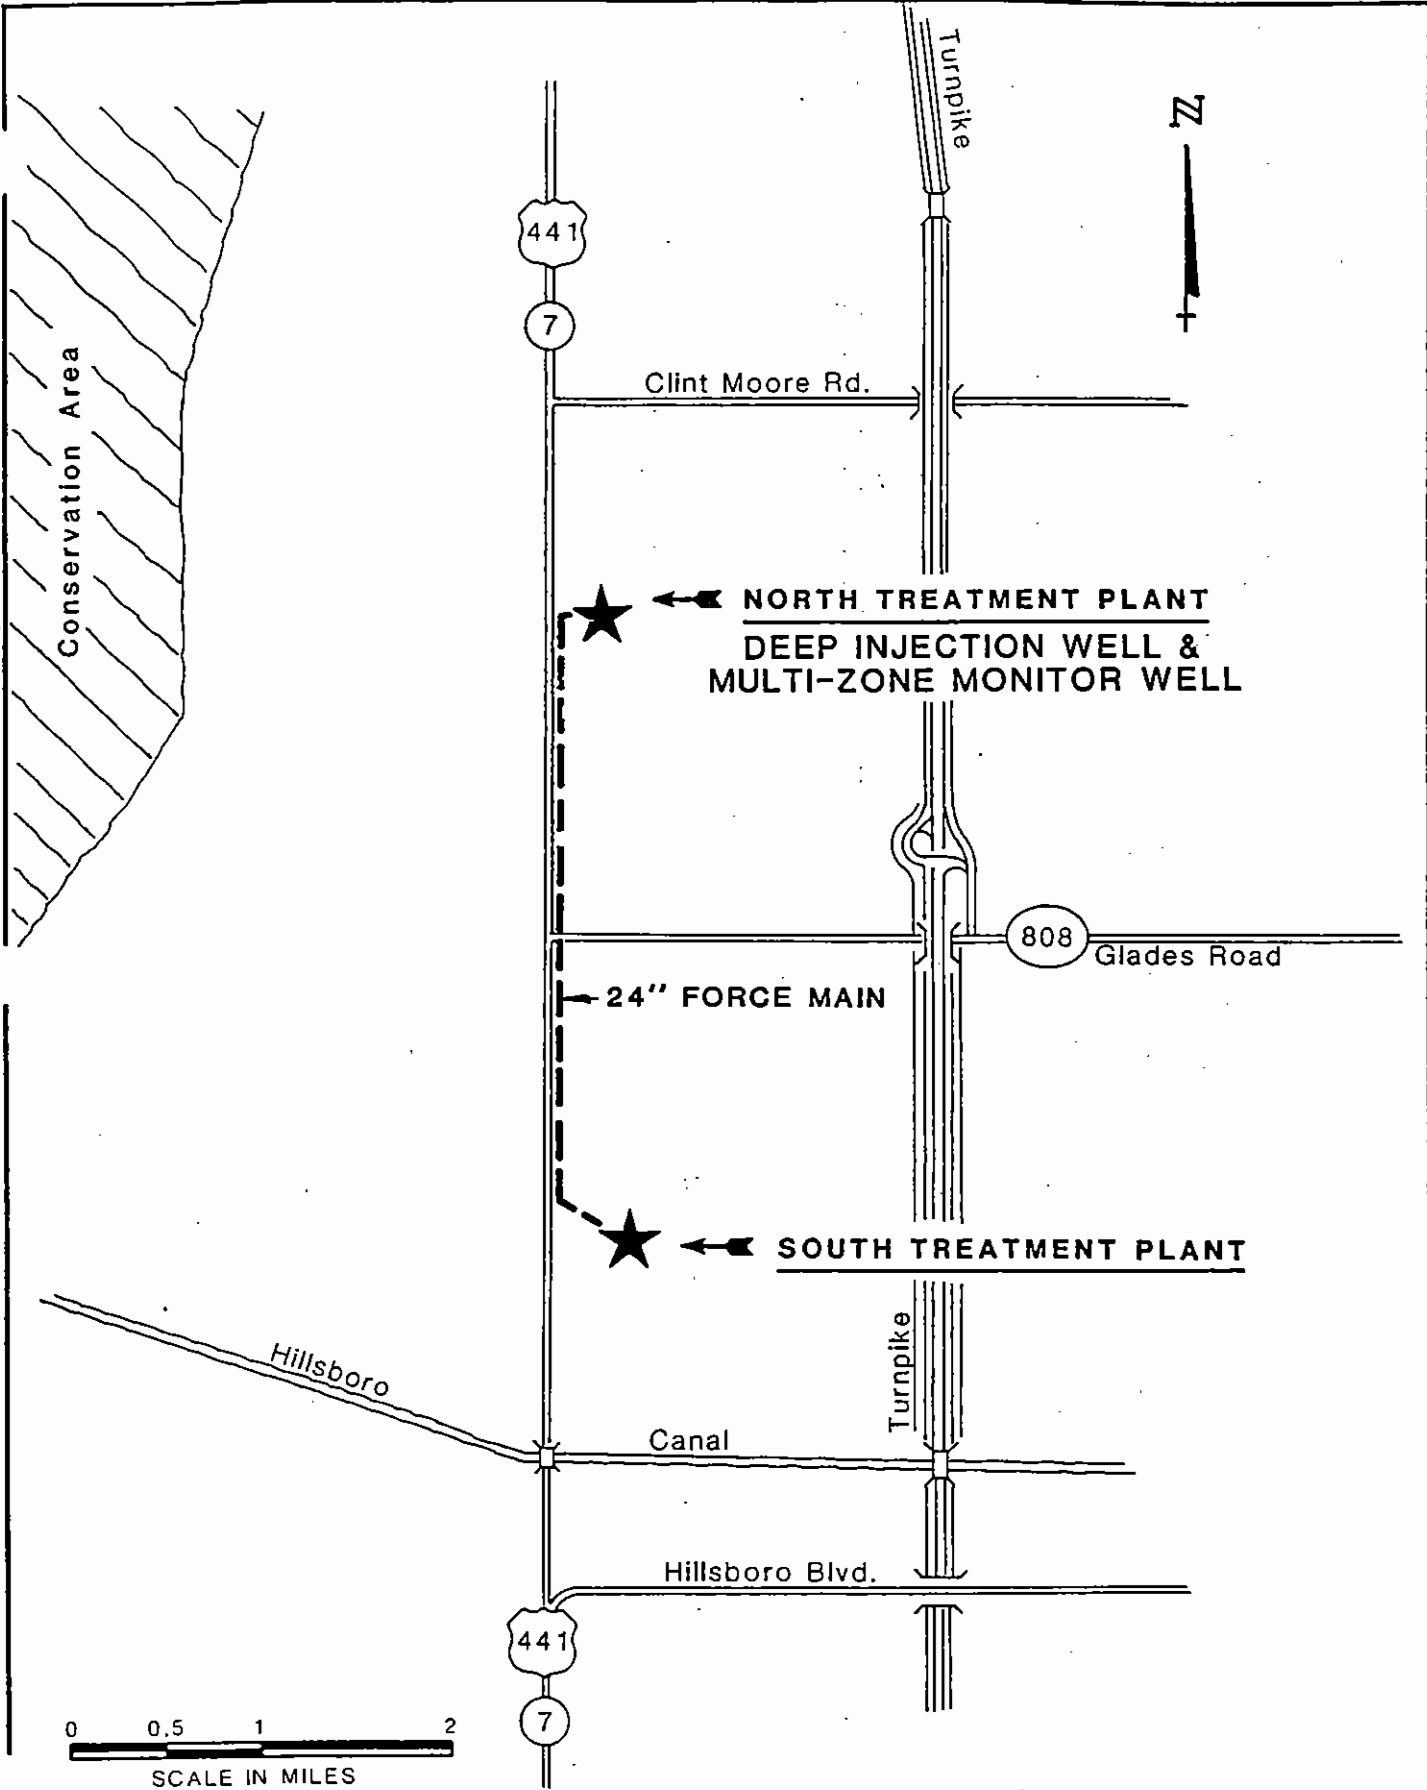 Turnpike
N
441
7
Clint Moore Rd.
Conservation Area
NORTH TREATMENT PLANT
DEEP INJECTION WELL &
MULTI-ZONE MONITOR WELL
808
Glades Road
24" FORCE MAIN
SOUTH TREATMENT PLANT
Turnpike
Hillsboro
Canal
Hillsboro Blvd.
441
7
0 0.5 1 2
SCALE IN MILES